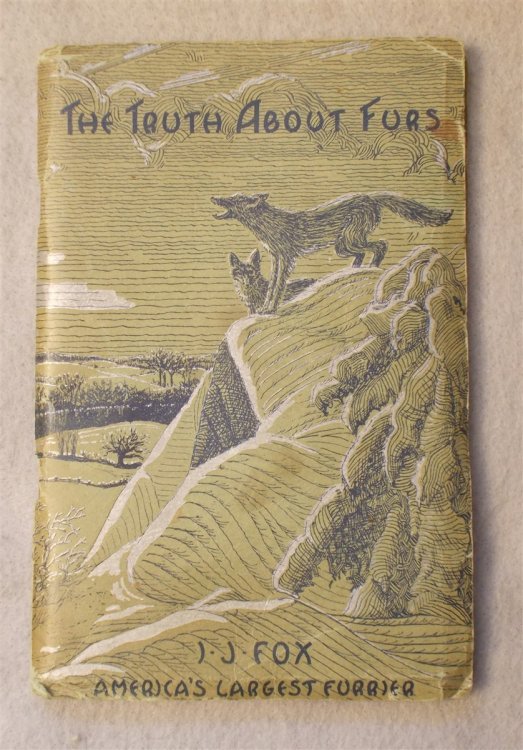 THE TRUTH ABOUT FURS
I·J·FOX
AMERICA'S LARGEST FURRIER